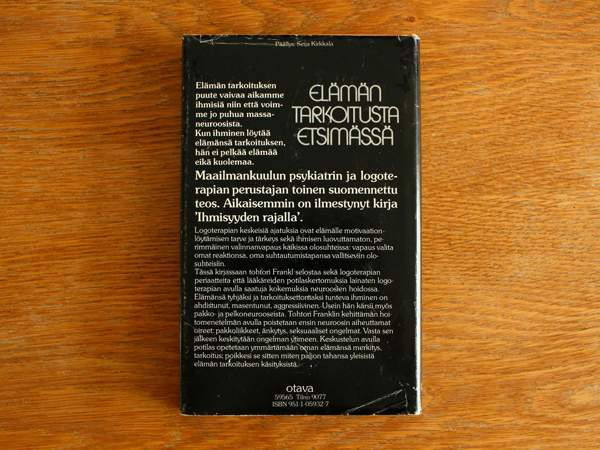 Päällys: Seija Kirkkala
Elämän tarkoituksen
puute vaivaa aikamme
ihmisiä niin että voim-
me jo puhua massa-
neuroosista.
Kun ihminen löytää
elämänsä tarkoituksen,
hän ei pelkää elämää
eikä kuolemaa.
ELÄMÄN
TARKOITUSTA
ETSIMÄSSÄ
Maailmankuulun psykiatrin ja logote-
rapian perustajan toinen suomennettu
teos. Aikaisemmin on ilmestynyt kirja
'Ihmisyyden rajalla'.
Logoterapian keskeisiä ajatuksia ovat elämälle motivaation
löytämisen tarve ja tärkeys sekä ihmisen luovuttamaton, pe-
rimmäinen valinnanvapaus kaikissa olosuhteissa: vapaus valita
omat reaktionsa, oma suhtautumistapansa vallitseviin olo-
suhteisiin.
Tässä kirjassaan tohtori Frankl selostaa sekä logoterapian
periaatteita että lääkäreiden potilaskertomuksia lainaten logo-
terapian avulla saatuja kokemuksia neuroosien hoidossa.
Elämänsä tyhjäksi ja tarkoituksettomaksi tunteva ihminen on
ahdistunut, masentunut, aggressiivinen. Usein hän kärsii myös
pakko- ja pelkoneurooseista. Tohtori Franklin kehittämän hoi-
tomenetelmän avulla poistetaan ensin neuroosin aiheuttamat
oireet: pakkoliikkeet, änkytys, seksuaaliset ongelmat. Vasta sen
jälkeen keskitytään ongelman ytimeen. Keskustelun avulla
potilas opetetaan ymmärtämään oman elämänsä merkitys,
tarkoitus; poikkesi se sitten miten paljon tahansa yleisistä
elämän tarkoituksen käsityksistä.
otava
59565 Tilno 9077
ISBN 951-1-05932-7